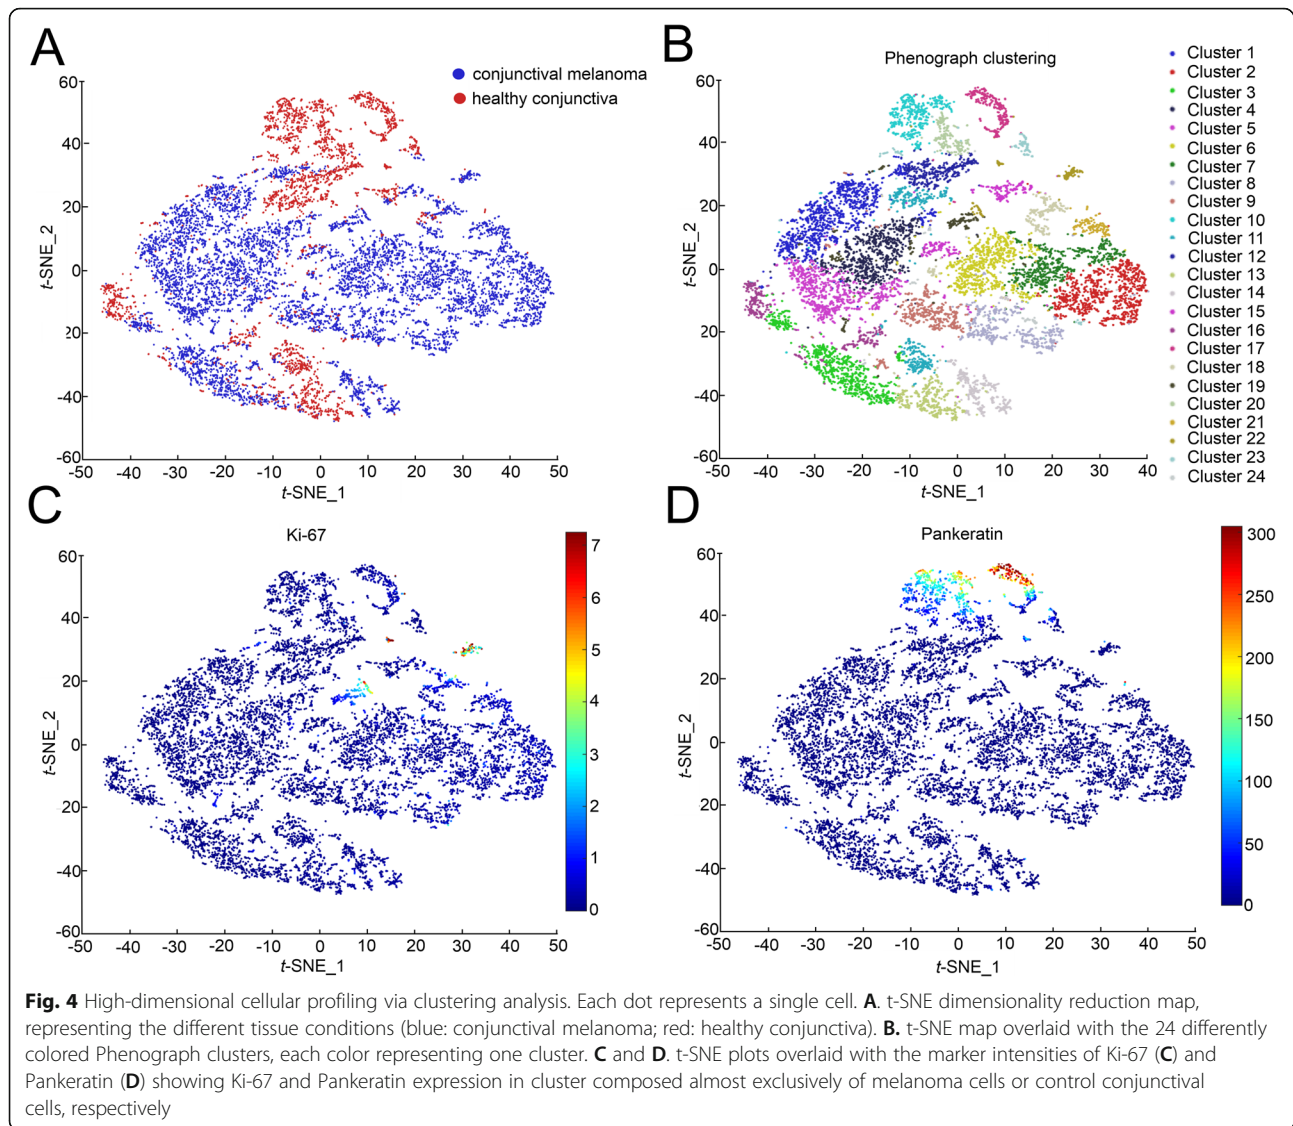 A
conjunctival melanoma
healthy conjunctiva
60
40
20
0
20
-40
-60
t-SNE_2
-50 -40 -30 -20 -10 0 10 20 30 40 50
t-SNE_1
B
Phenograph clustering
60
40
20
0
20
-40
-60
t-SNE_2
-50 -40 -30 -20 -10 0 10 20 30 40
t-SNE_1
Cluster 1
Cluster 2
Cluster 3
Cluster 4
Cluster 5
Cluster 6
Cluster 7
Cluster 8
Cluster 9
Cluster 10
Cluster 11
Cluster 12
Cluster 13
Cluster 14
Cluster 15
Cluster 16
Cluster 17
Cluster 18
Cluster 19
Cluster 20
Cluster 21
Cluster 22
Cluster 23
Cluster 24
C
Ki-67
60
40
20
0
20
-40
-60
t-SNE_2
-50 -40 -30 -20 -10 0 10 20 30 40 50
t-SNE_1
7
6
5
4
3
2
1
0
D
Pankeratin
60
40
20
0
20
-40
-60
t-SNE_2
-50 -40 -30 -20 -10 0 10 20 30 40 50
t-SNE_1
300
250
200
150
100
50
0
Fig. 4 High-dimensional cellular profiling via clustering analysis. Each dot represents a single cell. A. t-SNE dimensionality reduction map,
representing the different tissue conditions (blue: conjunctival melanoma; red: healthy conjunctiva). B. t-SNE map overlaid with the 24 differently
colored Phenograph clusters, each color representing one cluster. C and D. t-SNE plots overlaid with the marker intensities of Ki-67 (C) and
Pankeratin (D) showing Ki-67 and Pankeratin expression in cluster composed almost exclusively of melanoma cells or control conjunctival
cells, respectively